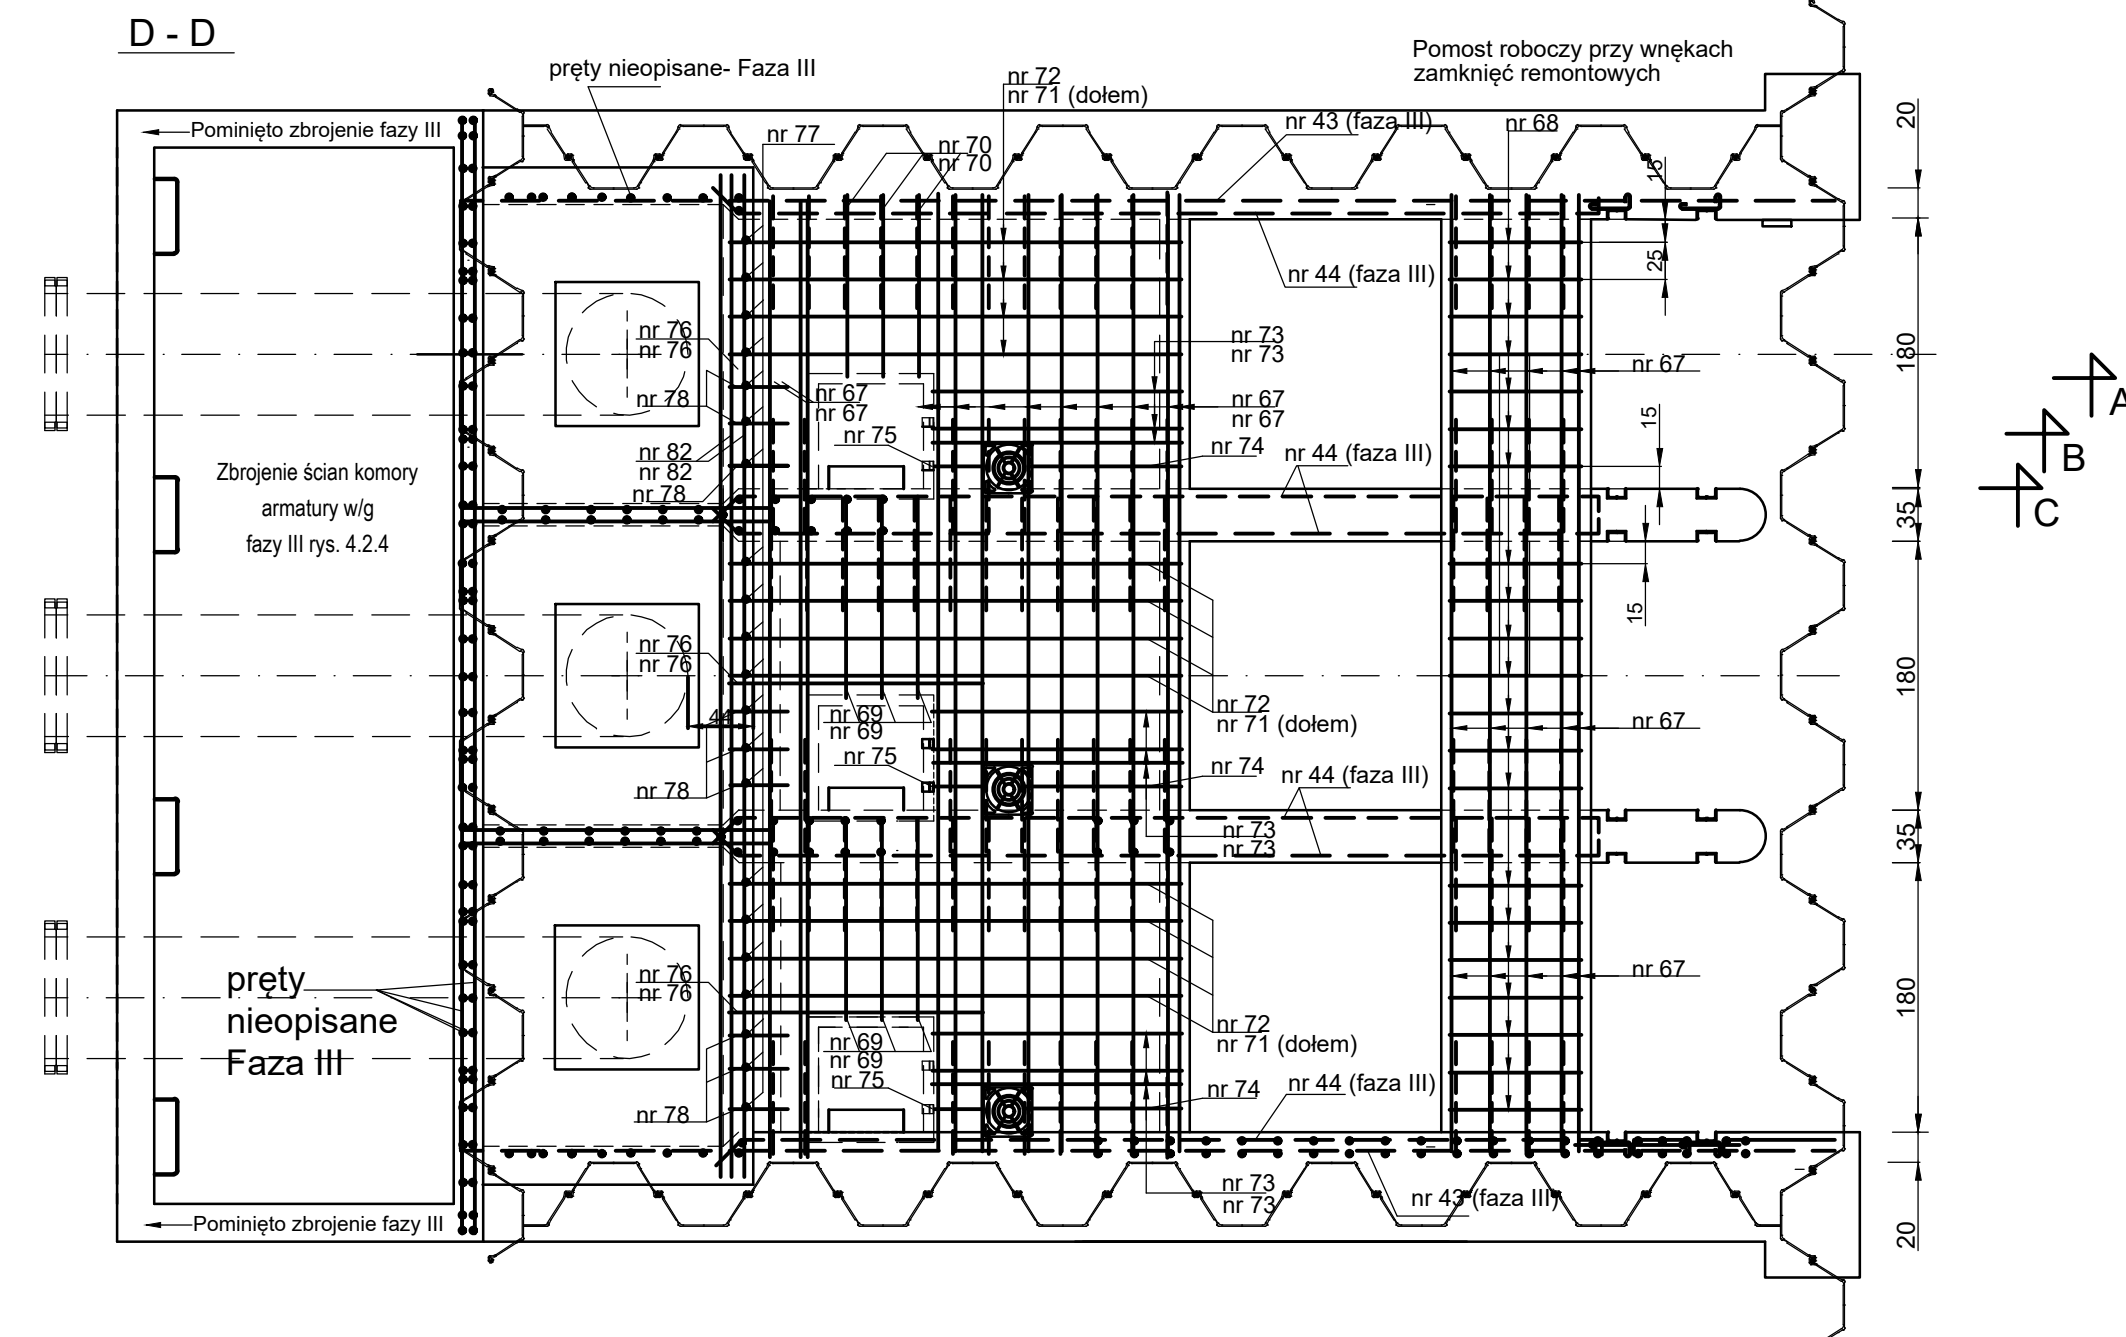 D - D
pręty nieopisane- Faza III
nr 72
nr 71 (dołem)
Pomost roboczy przy wnękach
zamknięć remontowych
Pominięto zbrojenie fazy III
nr 77
nr 70
nr 70
nr 43 (faza III)
nr 68
20
15
25
nr 44 (faza III)
nr 76
nr 76
nr 73
nr 73
nr 67
180
nr 78
nr 67
nr 67
nr 67
nr 67
A
15
nr 75
nr 82
nr 82
nr 78
nr 74
nr 44 (faza III)
B
Zbrojenie ścian komory
armatury w/g
fazy III rys. 4.2.4
C
35
15
nr 76
nr 76
180
44
nr 69
nr 69
nr 72
nr 71 (dołem)
nr 67
nr 75
nr 78
nr 74
nr 44 (faza III)
nr 73
nr 73
35
pręty
nieopisane
Faza III
nr 76
nr 76
nr 67
180
nr 69
nr 69
nr 75
nr 72
nr 71 (dołem)
nr 78
nr 74
nr 44 (faza III)
nr 73
nr 73
nr 43 (faza III)
Pominięto zbrojenie fazy III
20